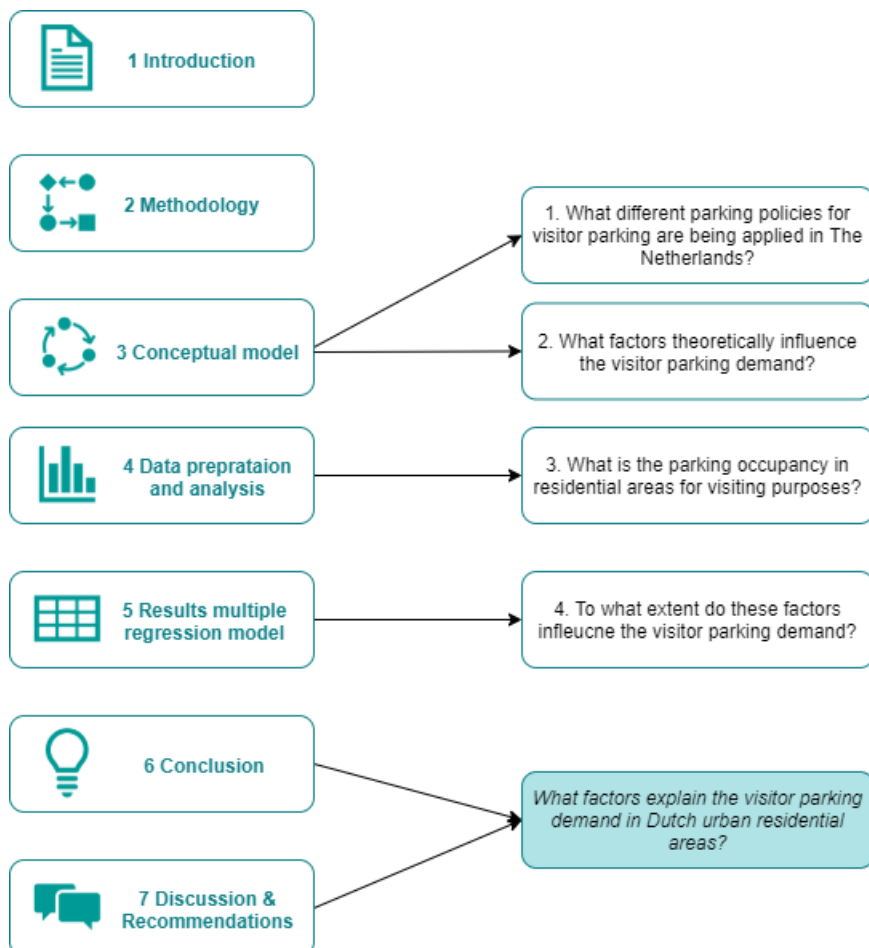 1 Introduction
2 Methodology
1. What different parking policies for
visitor parking are being applied in The
Netherlands?
3 Conceptual model
2. What factors theoretically influence
the visitor parking demand?
4 Data eprataion
and analysis
3. What is the parking occupancy in
residential areas for visiting purposes?
5 Results multiple
regression model
4. To what extent do these factors
infleucne the visitor parking demand?
6 Conclusion
What factors explain the visitor parking
demand in Dutch urban residential
areas?
7 Discussion &
Recommendations